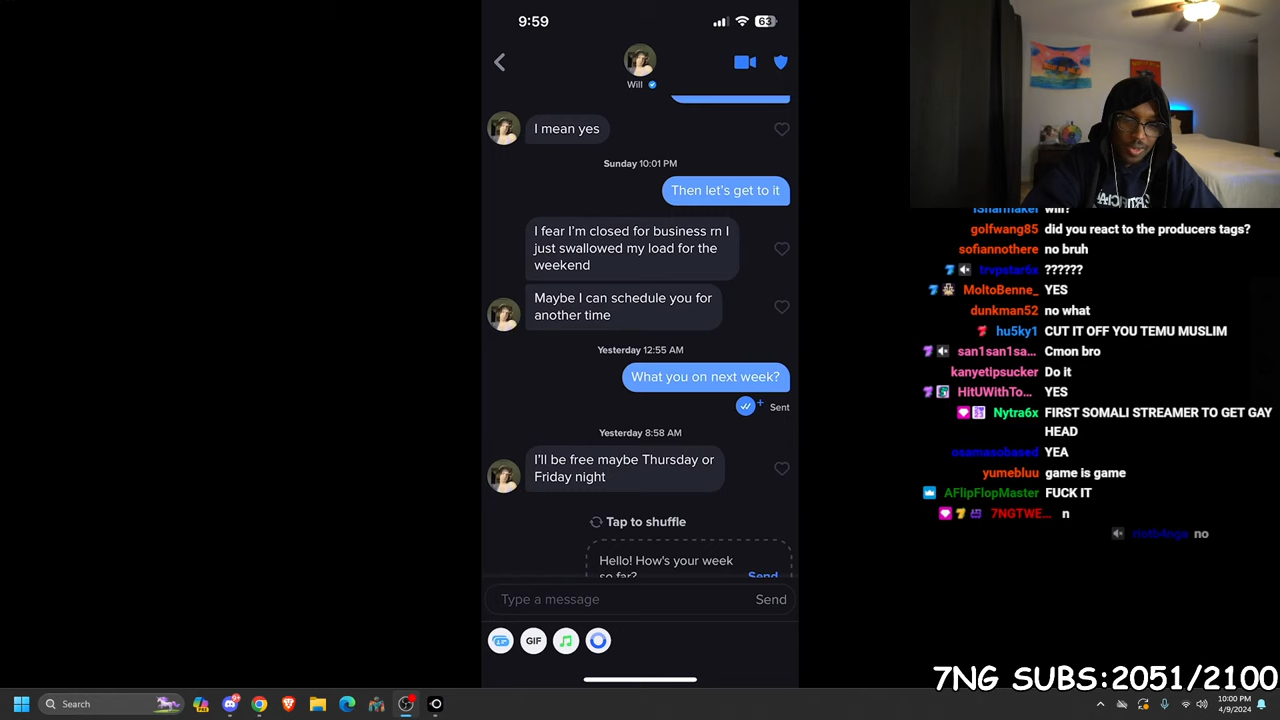 9:59
63
Will
I mean yes
Sunday 10:01 PM
Then let's get to it
I fear I'm closed for business rn I
just swallowed my load for the
weekend
Maybe I can schedule you for
another time
Yesterday 12:55 AM
What you on next week?
Sent
Yesterday 8:58 AM
I'll be free maybe Thursday or
Friday night
Tap to shuffle
Hello! How's your week
so far?
Send
Type a message
Send
GIF
will?
golfwang85 did you react to the producers tags?
sofiannothere no bruh
trvpstar6x ??????
MoltoBenne_ YES
dunkman52 no what
hu5ky1 CUT IT OFF YOU TEMU MUSLIM
san1san1sa... Cmon bro
kanyetipsucker Do it
HitUWithTo... YES
Nytra6x FIRST SOMALI STREAMER TO GET GAY
HEAD
osamasobased YEA
yumebluu game is game
AFlipFlopMaster FUCK IT
7NGTWE... n
no
7NG SUBS:2051/2100
Search
10:00 PM
4/9/2024